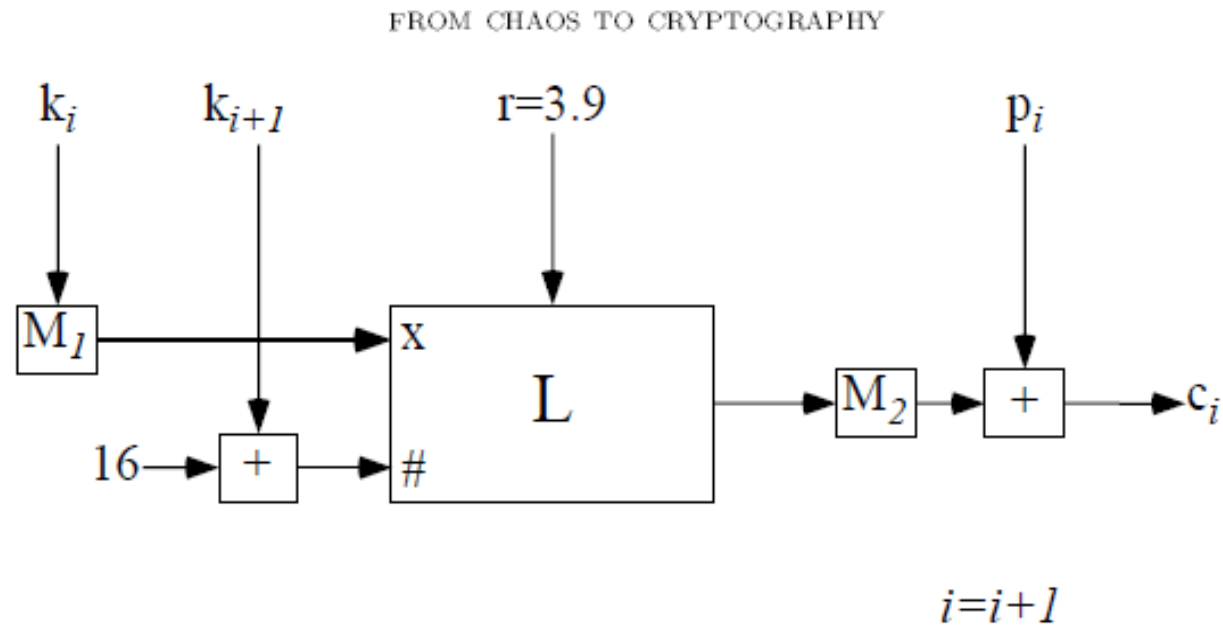 FROM CHAOS TO CRYPTOGRAPHY
kᵢ kᵢ₊₁ r=3.9 pᵢ
M₁ x
L M₂ + cᵢ
16 + #
i=i+1